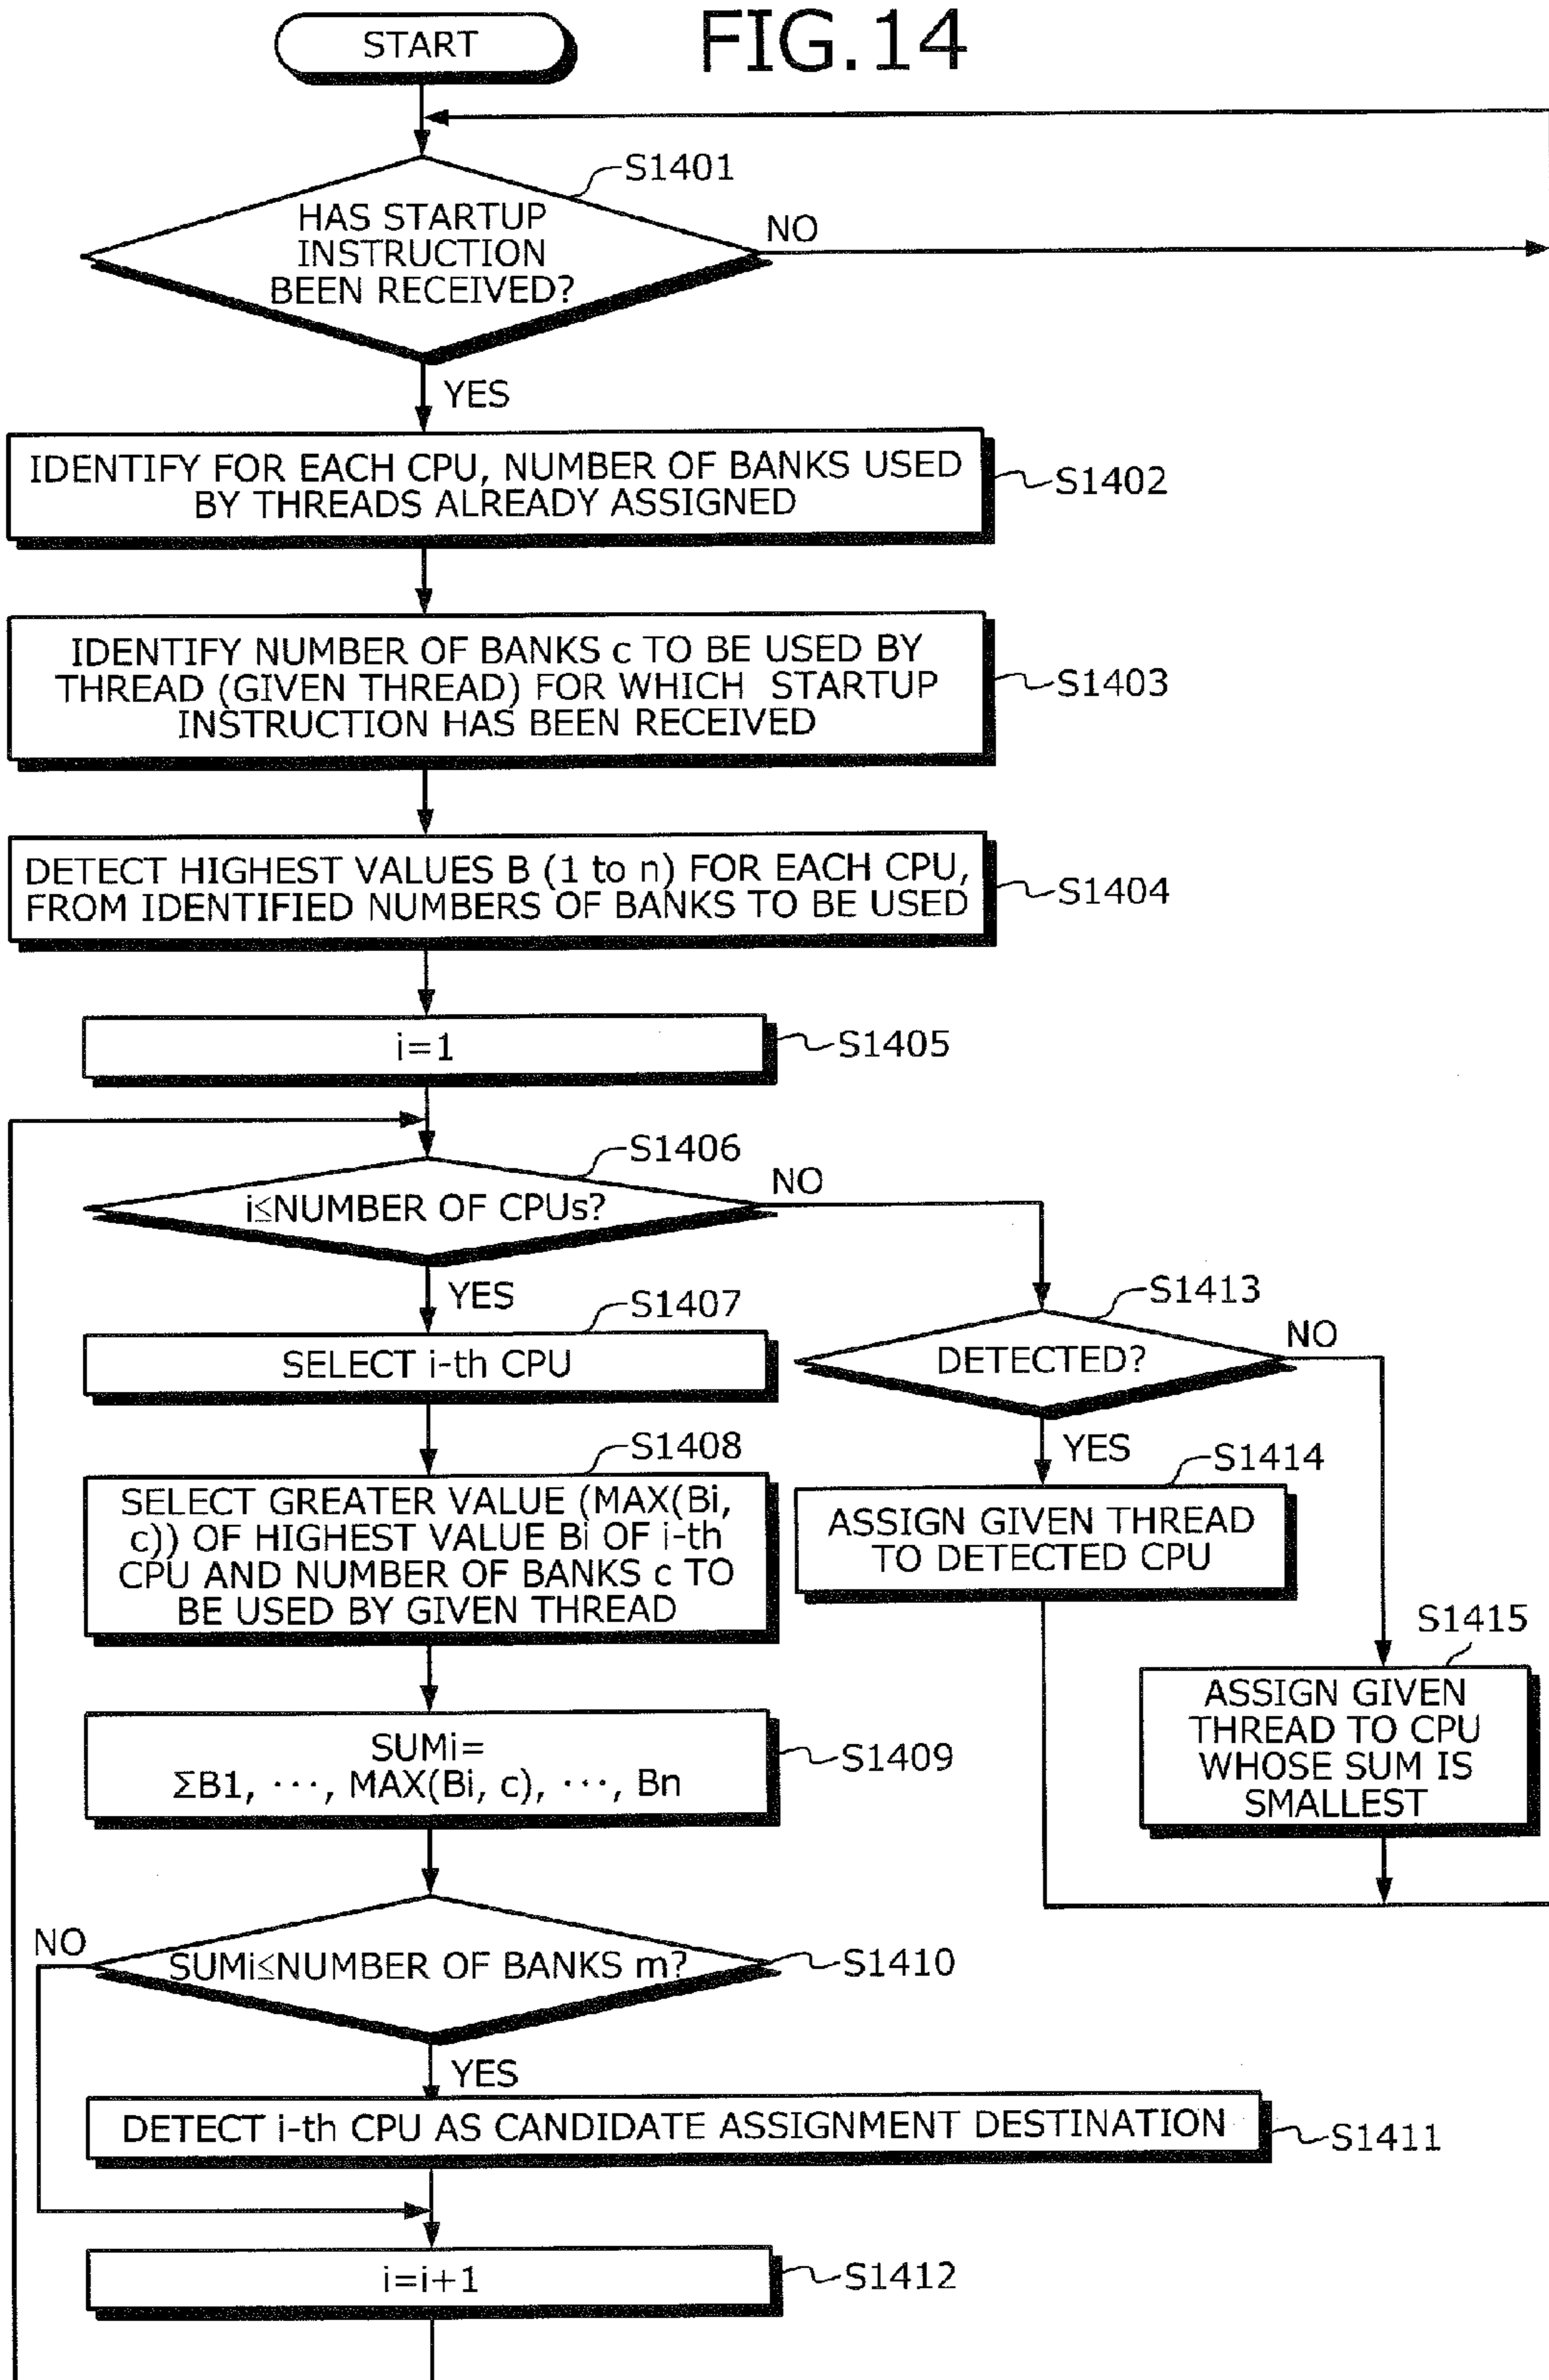 FIG.14
START
S1401
HAS STARTUP
INSTRUCTION
BEEN RECEIVED?
NO
YES
IDENTIFY FOR EACH CPU, NUMBER OF BANKS USED
BY THREADS ALREADY ASSIGNED
S1402
IDENTIFY NUMBER OF BANKS c TO BE USED BY
THREAD (GIVEN THREAD) FOR WHICH STARTUP
INSTRUCTION HAS BEEN RECEIVED
S1403
DETECT HIGHEST VALUES B (1 to n) FOR EACH CPU,
FROM IDENTIFIED NUMBERS OF BANKS TO BE USED
S1404
i=1
S1405
S1406
i≤NUMBER OF CPUs?
NO
YES
S1407
SELECT i-th CPU
S1408
SELECT GREATER VALUE (MAX(Bi,
c)) OF HIGHEST VALUE Bi OF i-th
CPU AND NUMBER OF BANKS c TO
BE USED BY GIVEN THREAD
SUMi=
ΣB1, ···, MAX(Bi, c), ···, Bn
S1409
NO
SUMi≤NUMBER OF BANKS m?
S1410
YES
DETECT i-th CPU AS CANDIDATE ASSIGNMENT DESTINATION
S1411
i=i+1
S1412
S1413
DETECTED?
NO
YES
S1414
ASSIGN GIVEN THREAD
TO DETECTED CPU
S1415
ASSIGN GIVEN
THREAD TO CPU
WHOSE SUM IS
SMALLEST